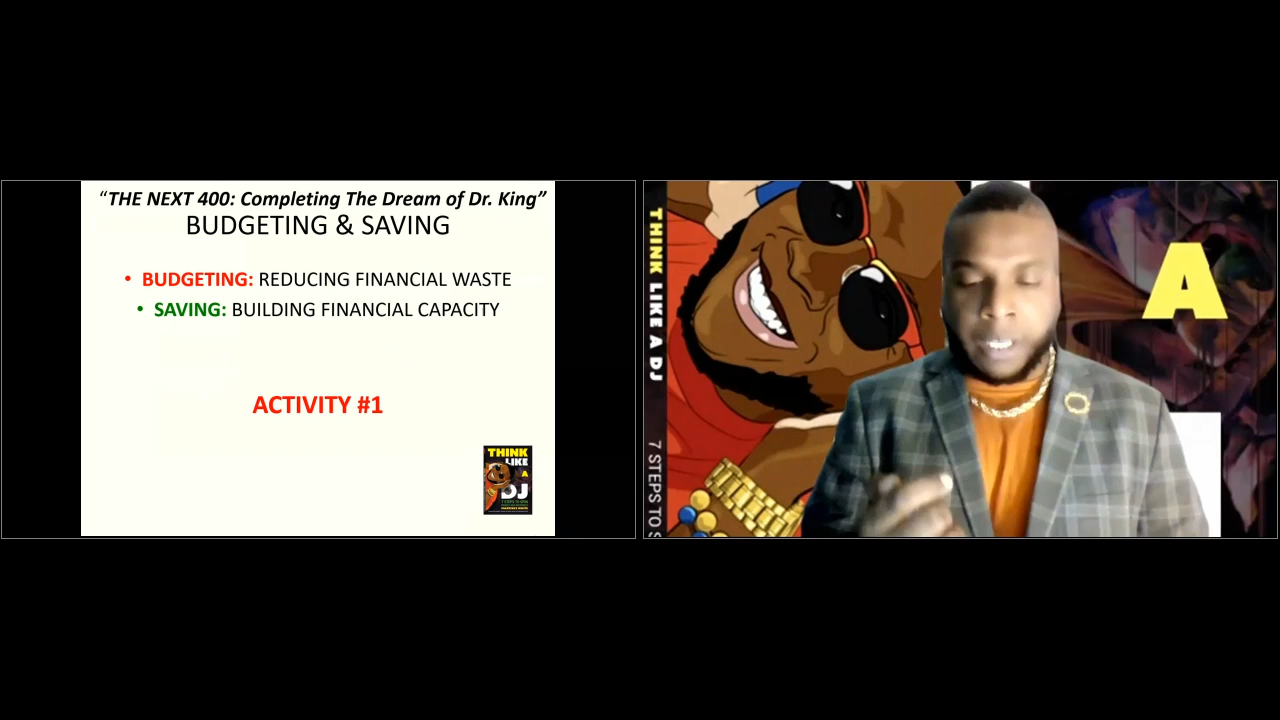 “THE NEXT 400: Completing The Dream of Dr. King”
BUDGETING & SAVING
• BUDGETING: REDUCING FINANCIAL WASTE
• SAVING: BUILDING FINANCIAL CAPACITY
ACTIVITY #1
THINK
LIKE
A
DJ
THINK LIKE A DJ
7 STEPS TO S
A